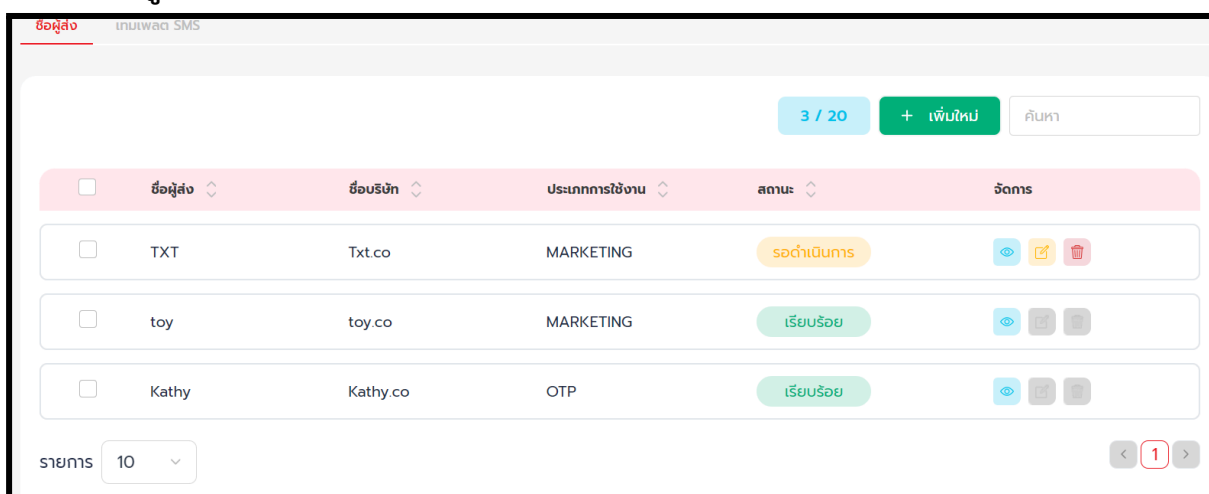 ชื่อผู้ส่ง เทมเพลต SMS
3 / 20 + เพิ่มใหม่ ค้นหา
ชื่อผู้ส่ง ชื่อบริษัท ประเภทการใช้งาน สถานะ จัดการ
TXT Txt.co MARKETING รอดำเนินการ
toy toy.co MARKETING เรียบร้อย
Kathy Kathy.co OTP เรียบร้อย
รายการ 10 < 1 >